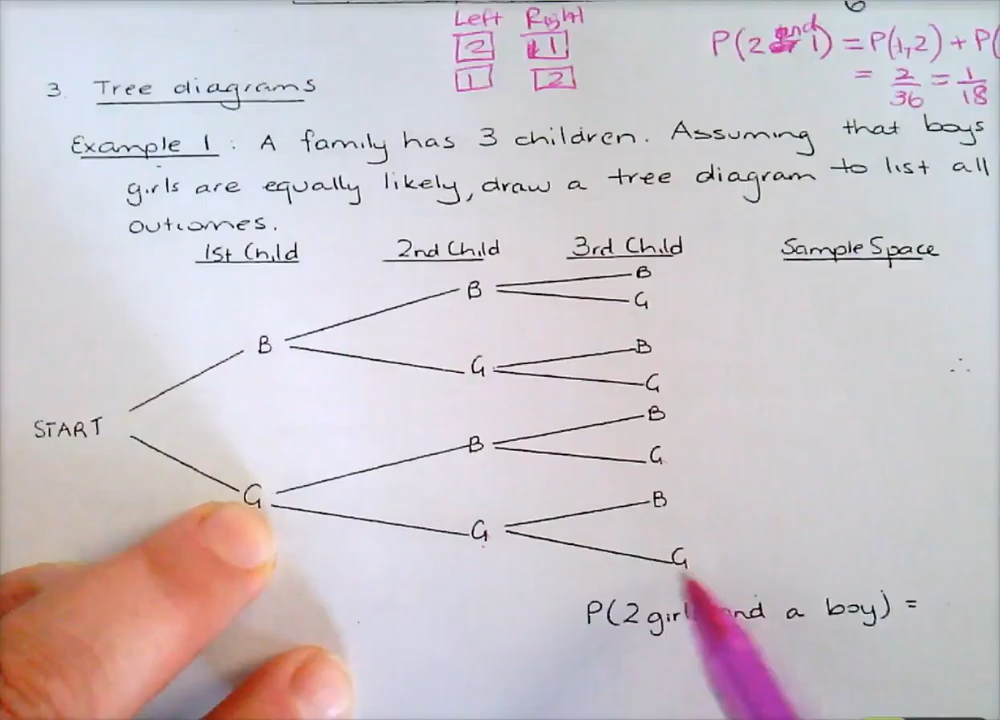 6
Left Right
2 1
1 2
P(2 and 1) = P(1,2) + P(
= 2/36 = 1/18
3. Tree diagrams
Example 1 : A family has 3 children. Assuming that boys
girls are equally likely, draw a tree diagram to list all
outcomes.
1st Child 2nd Child 3rd Child Sample Space
B
B
G
B
B
G
G
START
∴
B
B
G
G
B
G
G
P(2 girls and a boy) =